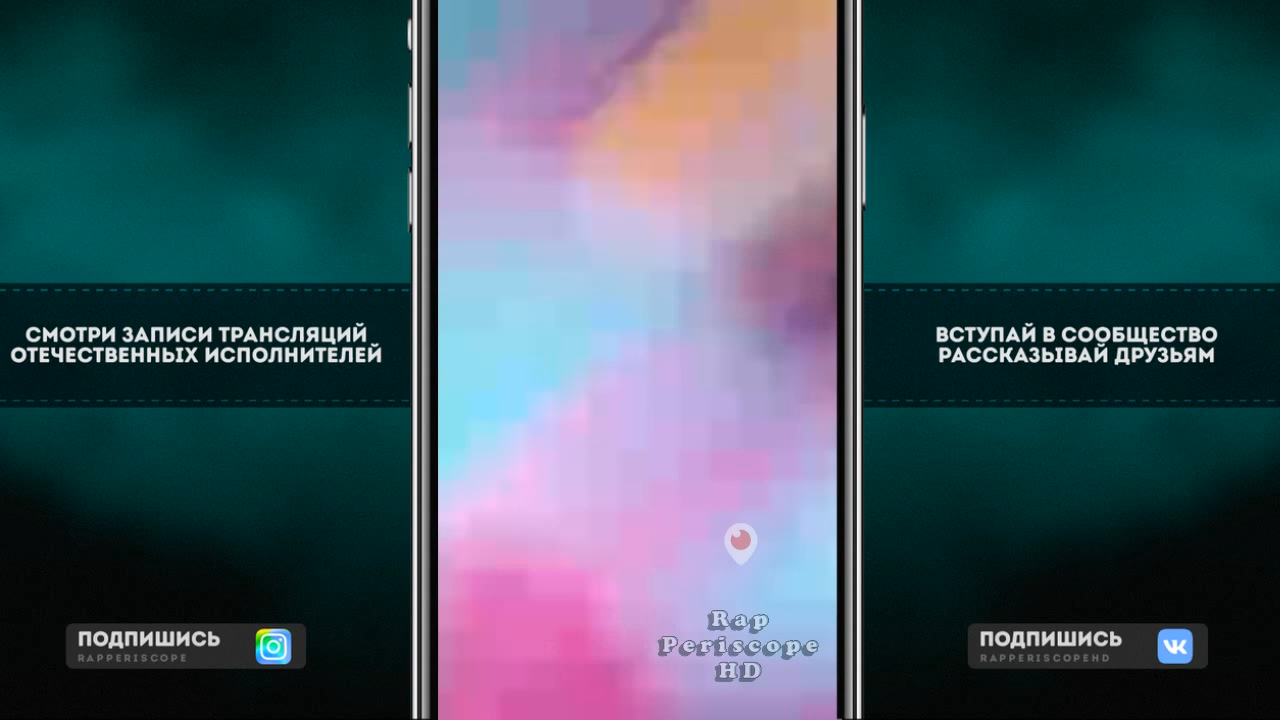 СМОТРИ ЗАПИСИ ТРАНСЛЯЦИЙ
ОТЕЧЕСТВЕННЫХ ИСПОЛНИТЕЛЕЙ
ВСТУПАЙ В СООБЩЕСТВО
РАССКАЗЫВАЙ ДРУЗЬЯМ
Rap
Periscope
HD
ПОДПИШИСЬ
RAPPERISCOPE
ПОДПИШИСЬ
RAPPERISCOPEHD